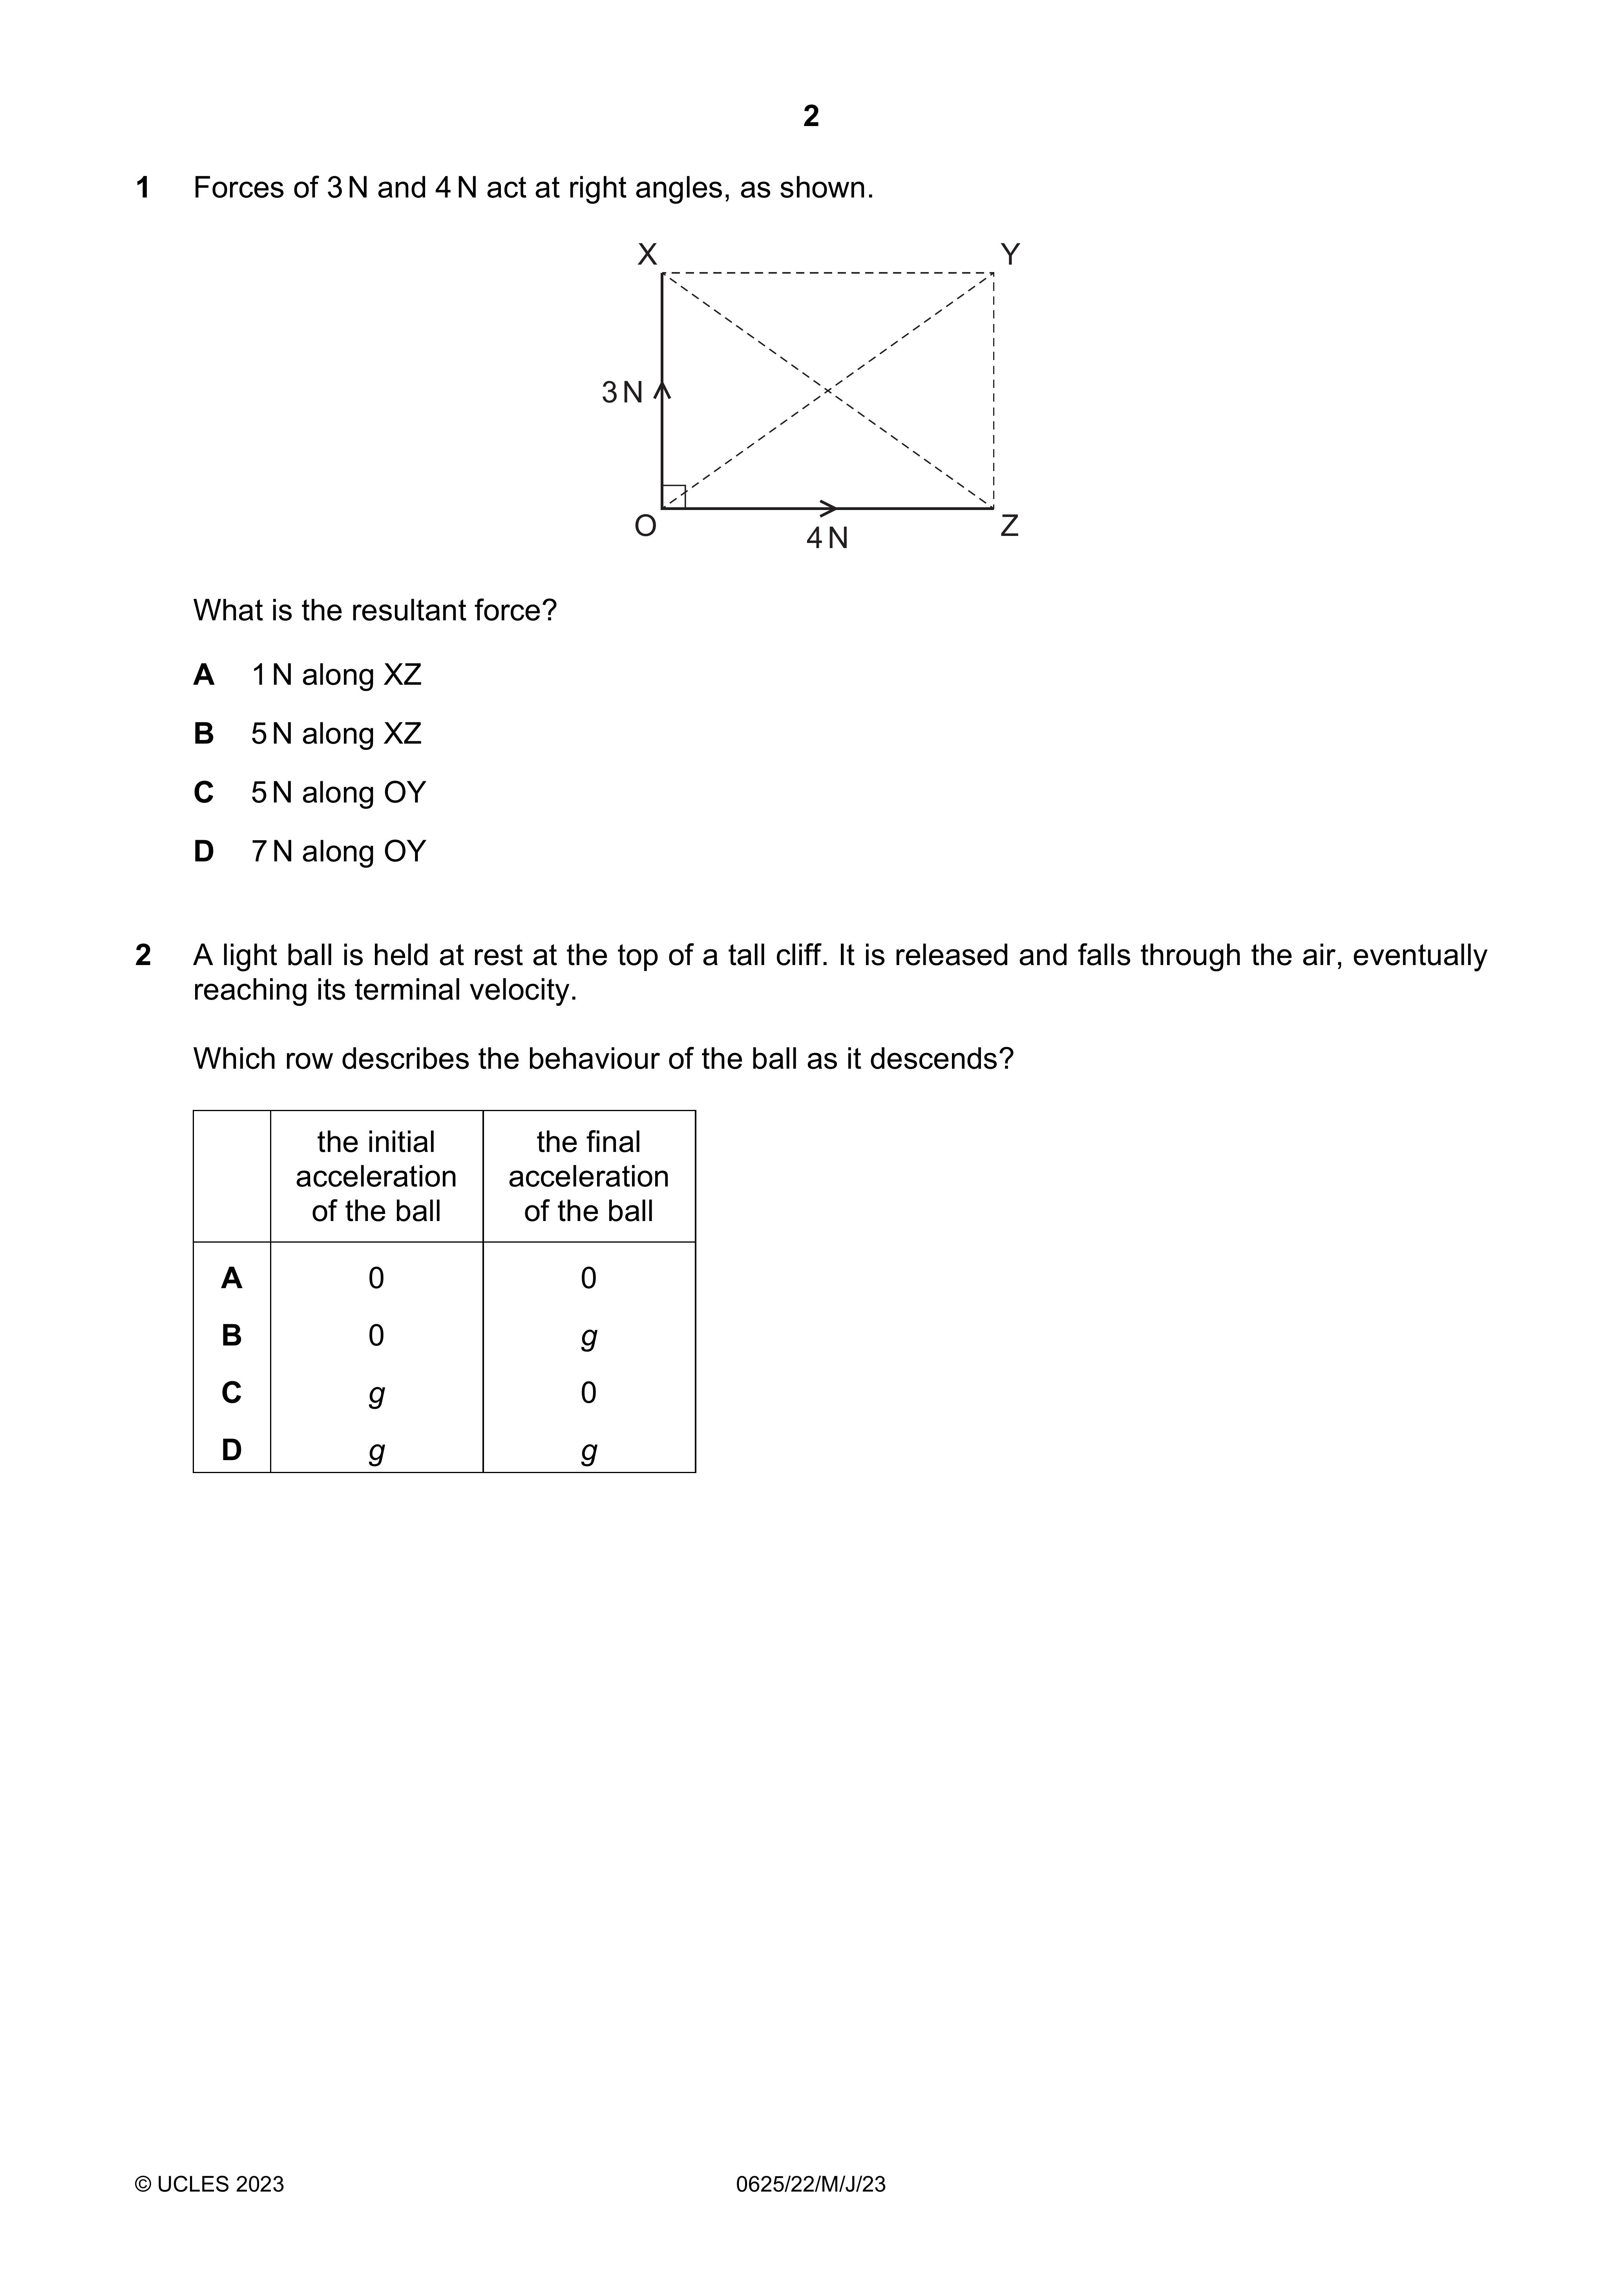 2
1 Forces of 3 N and 4 N act at right angles, as shown.
X Y
3 N
O Z
4 N
What is the resultant force?
A 1 N along XZ
B 5 N along XZ
C 5 N along OY
D 7 N along OY
2 A light ball is held at rest at the top of a tall cliff. It is released and falls through the air, eventually
reaching its terminal velocity.
Which row describes the behaviour of the ball as it descends?
the initial the final
acceleration acceleration
of the ball of the ball
A 0 0
B 0 g
C g 0
D g g
© UCLES 2023 0625/22/M/J/23